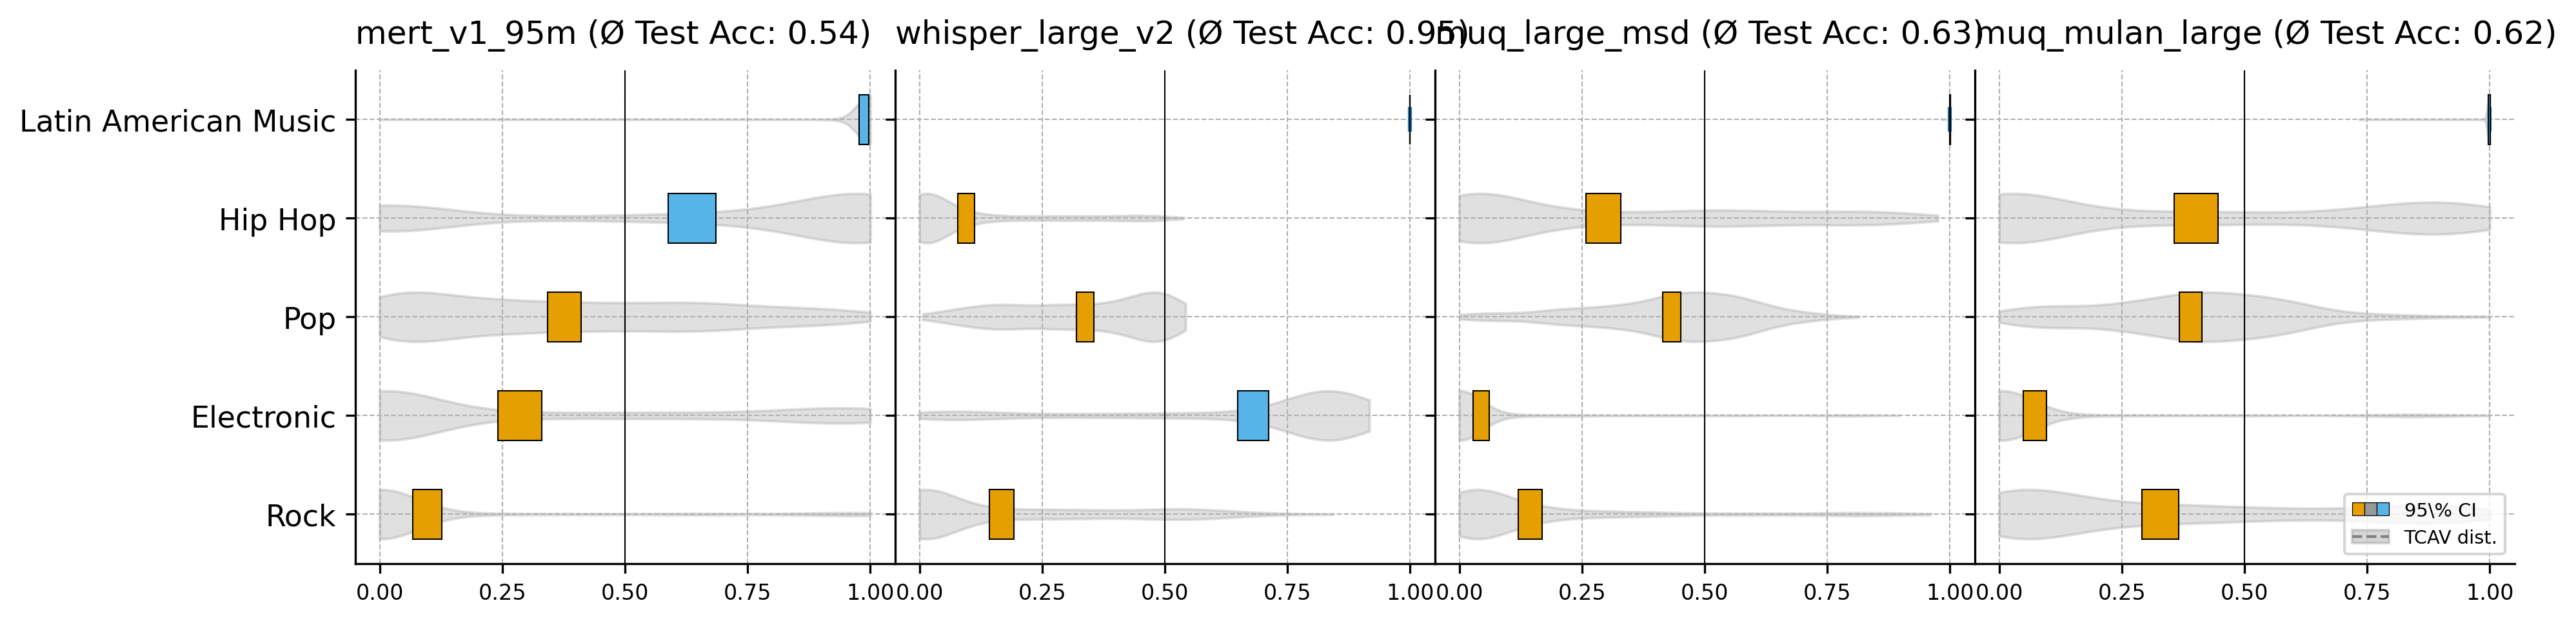 mert_v1_95m (Ø Test Acc: 0.54)
whisper_large_v2 (Ø Test Acc: 0.95)
muq_large_msd (Ø Test Acc: 0.63)
muq_mulan_large (Ø Test Acc: 0.62)
Latin American Music
Hip Hop
Pop
Electronic
Rock
95\% CI
TCAV dist.
0.00 0.25 0.50 0.75 1.00
0.00 0.25 0.50 0.75 1.00
0.00 0.25 0.50 0.75 1.00
0.00 0.25 0.50 0.75 1.00